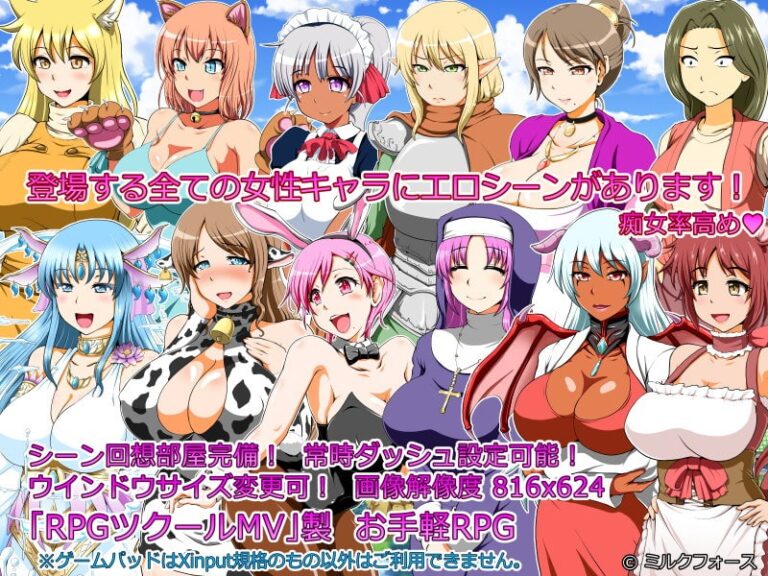 登場する全ての女性キャラにエロシーンがあります！
痴女率高め♥
シーン回想部屋完備！ 常時ダッシュ設定可能！
ウインドウサイズ変更可！ 画像解像度 816x624
「RPGツクールMV」製 お手軽RPG
※ゲームパッドはXinput規格のもの以外はご利用できません。
© ミルクフォース